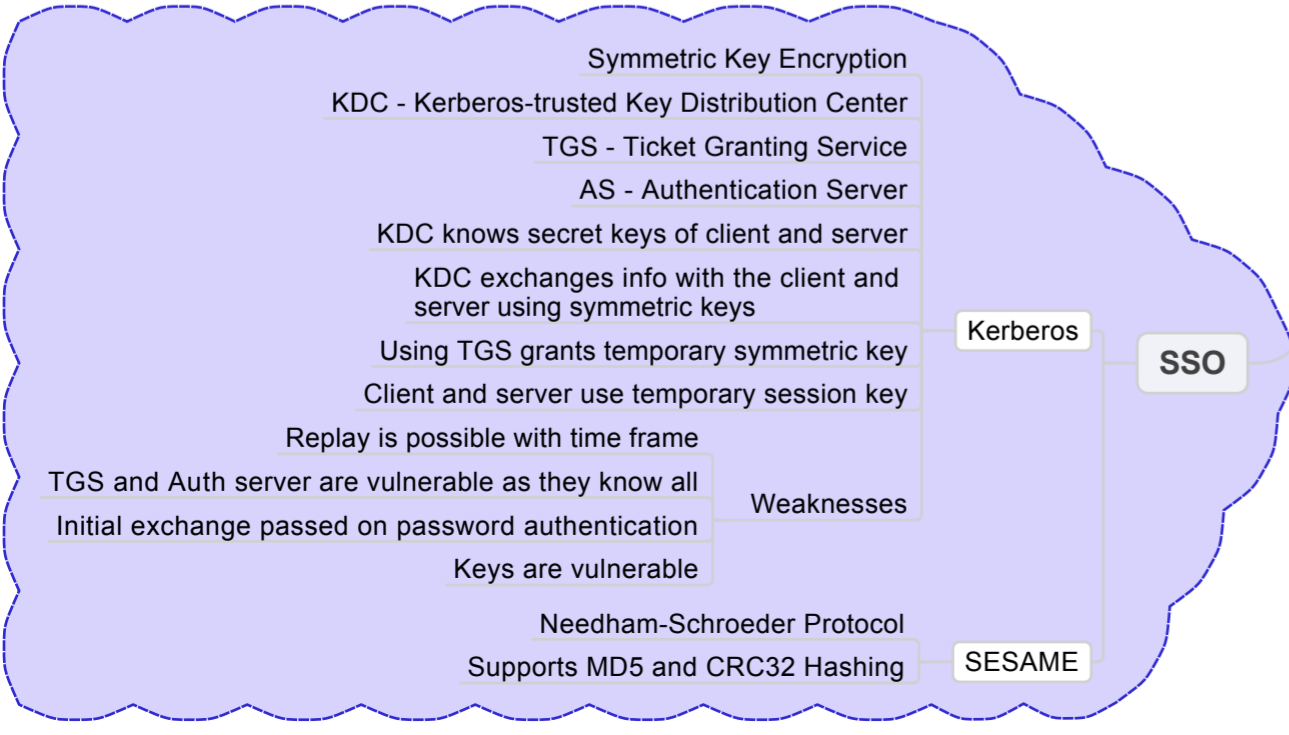 Symmetric Key Encryption
KDC - Kerberos-trusted Key Distribution Center
TGS - Ticket Granting Service
AS - Authentication Server
KDC knows secret keys of client and server
KDC exchanges info with the client and
server using symmetric keys
Kerberos
Using TGS grants temporary symmetric key
SSO
Client and server use temporary session key
Replay is possible with time frame
TGS and Auth server are vulnerable as they know all
Weaknesses
Initial exchange passed on password authentication
Keys are vulnerable
Needham-Schroeder Protocol
SESAME
Supports MD5 and CRC32 Hashing